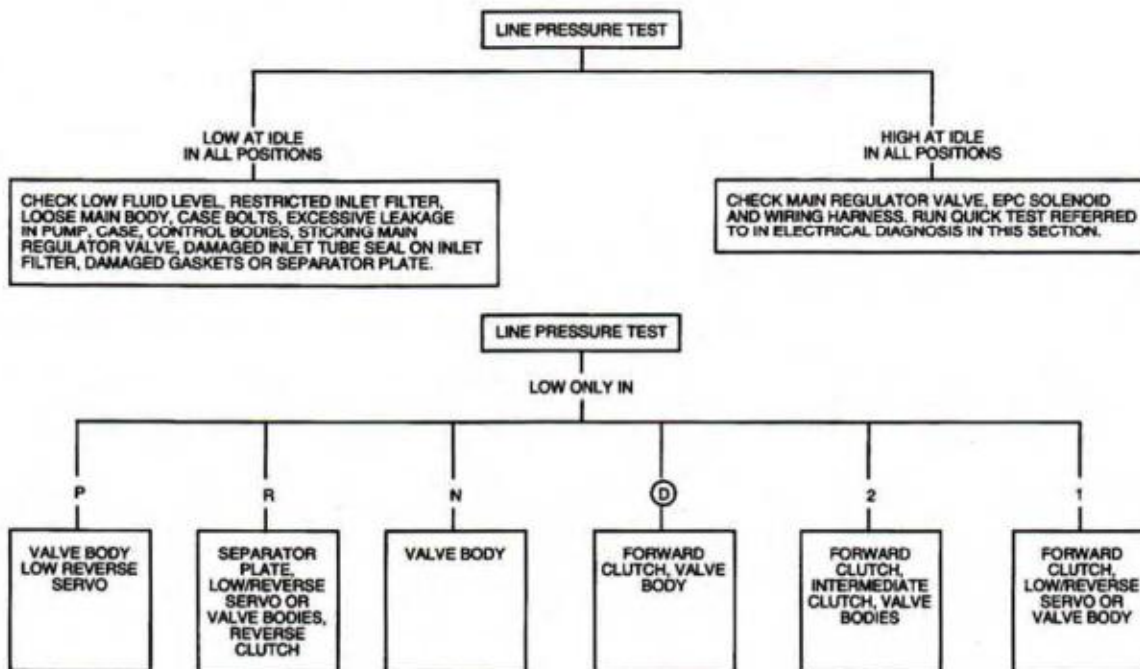 LINE PRESSURE TEST
LOW AT IDLE
IN ALL POSITIONS
HIGH AT IDLE
IN ALL POSITIONS
CHECK LOW FLUID LEVEL, RESTRICTED INLET FILTER,
LOOSE MAIN BODY, CASE BOLTS, EXCESSIVE LEAKAGE
IN PUMP, CASE, CONTROL BODIES, STICKING MAIN
REGULATOR VALVE, DAMAGED INLET TUBE SEAL ON INLET
FILTER, DAMAGED GASKETS OR SEPARATOR PLATE.
CHECK MAIN REGULATOR VALVE, EPC SOLENOID
AND WIRING HARNESS. RUN QUICK TEST REFERRED
TO IN ELECTRICAL DIAGNOSIS IN THIS SECTION.
LINE PRESSURE TEST
LOW ONLY IN
P
R
N
D
2
1
VALVE BODY
LOW REVERSE
SERVO
SEPARATOR
PLATE,
LOW/REVERSE
SERVO OR
VALVE BODIES,
REVERSE
CLUTCH
VALVE BODY
FORWARD
CLUTCH, VALVE
BODY
FORWARD
CLUTCH,
INTERMEDIATE
CLUTCH, VALVE
BODIES
FORWARD
CLUTCH,
LOW/REVERSE
SERVO OR
VALVE BODY